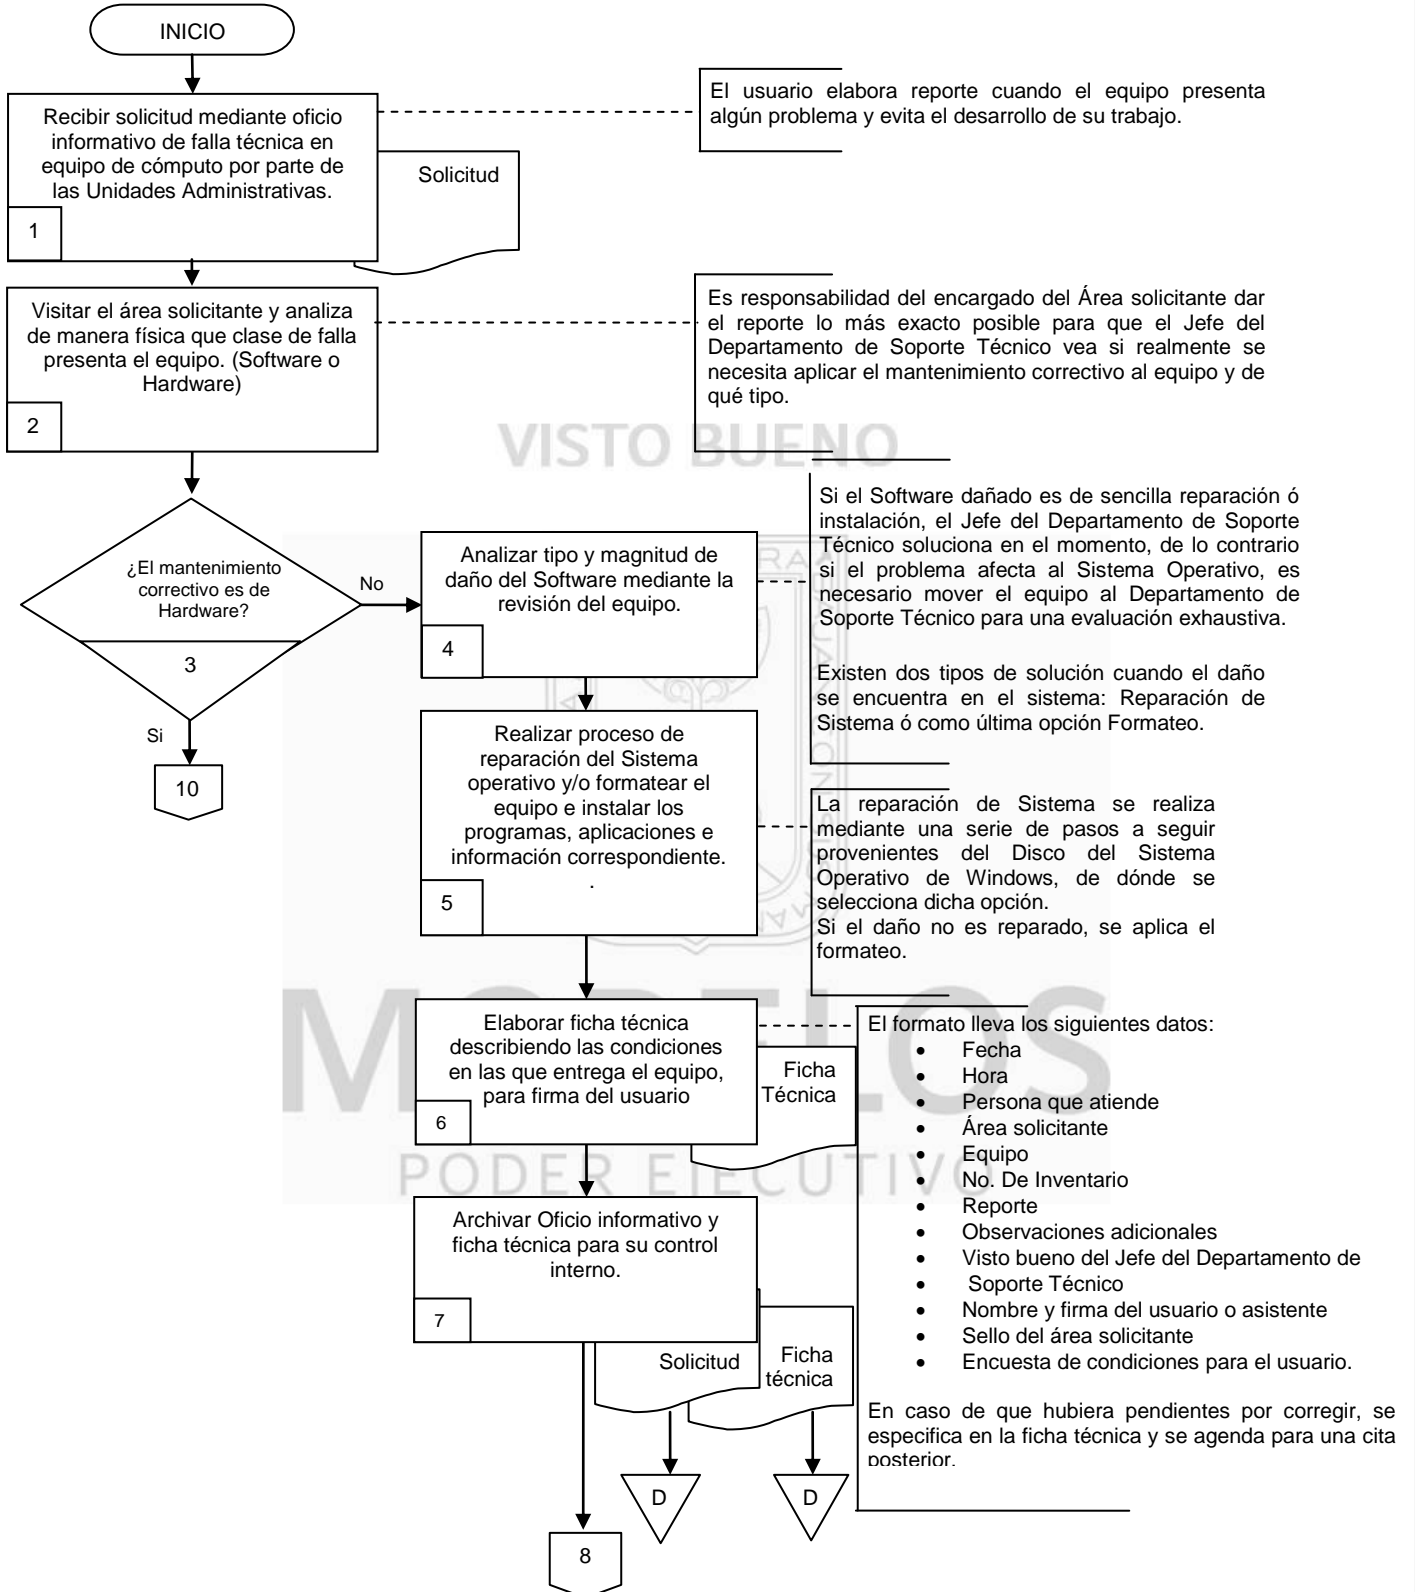 INICIO
Recibir solicitud mediante oficio
informativo de falla técnica en
equipo de cómputo por parte de
las Unidades Administrativas.
1
Solicitud
El usuario elabora reporte cuando el equipo presenta
algún problema y evita el desarrollo de su trabajo.
Visitar el área solicitante y analiza
de manera física que clase de falla
presenta el equipo. (Software o
Hardware)
2
Es responsabilidad del encargado del Área solicitante dar
el reporte lo más exacto posible para que el Jefe del
Departamento de Soporte Técnico vea si realmente se
necesita aplicar el mantenimiento correctivo al equipo y de
qué tipo.
VISTO BUENO
¿El mantenimiento
correctivo es de
Hardware?
3
No
Si
10
Analizar tipo y magnitud de
daño del Software mediante la
revisión del equipo.
4
Si el Software dañado es de sencilla reparación ó
instalación, el Jefe del Departamento de Soporte
Técnico soluciona en el momento, de lo contrario
si el problema afecta al Sistema Operativo, es
necesario mover el equipo al Departamento de
Soporte Técnico para una evaluación exhaustiva.
Existen dos tipos de solución cuando el daño
se encuentra en el sistema: Reparación de
Sistema ó como última opción Formateo.
Realizar proceso de
reparación del Sistema
operativo y/o formatear el
equipo e instalar los
programas, aplicaciones e
información correspondiente.
.
5
La reparación de Sistema se realiza
mediante una serie de pasos a seguir
provenientes del Disco del Sistema
Operativo de Windows, de dónde se
selecciona dicha opción.
Si el daño no es reparado, se aplica el
formateo.
MORELOS
PODER EJECUTIVO
Elaborar ficha técnica
describiendo las condiciones
en las que entrega el equipo,
para firma del usuario
6
Ficha
Técnica
El formato lleva los siguientes datos:
• Fecha
• Hora
• Persona que atiende
• Área solicitante
• Equipo
• No. De Inventario
• Reporte
• Observaciones adicionales
• Visto bueno del Jefe del Departamento de
• Soporte Técnico
• Nombre y firma del usuario o asistente
• Sello del área solicitante
• Encuesta de condiciones para el usuario.
En caso de que hubiera pendientes por corregir, se
especifica en la ficha técnica y se agenda para una cita
posterior.
Archivar Oficio informativo y
ficha técnica para su control
interno.
7
Solicitud
Ficha
técnica
D
D
8